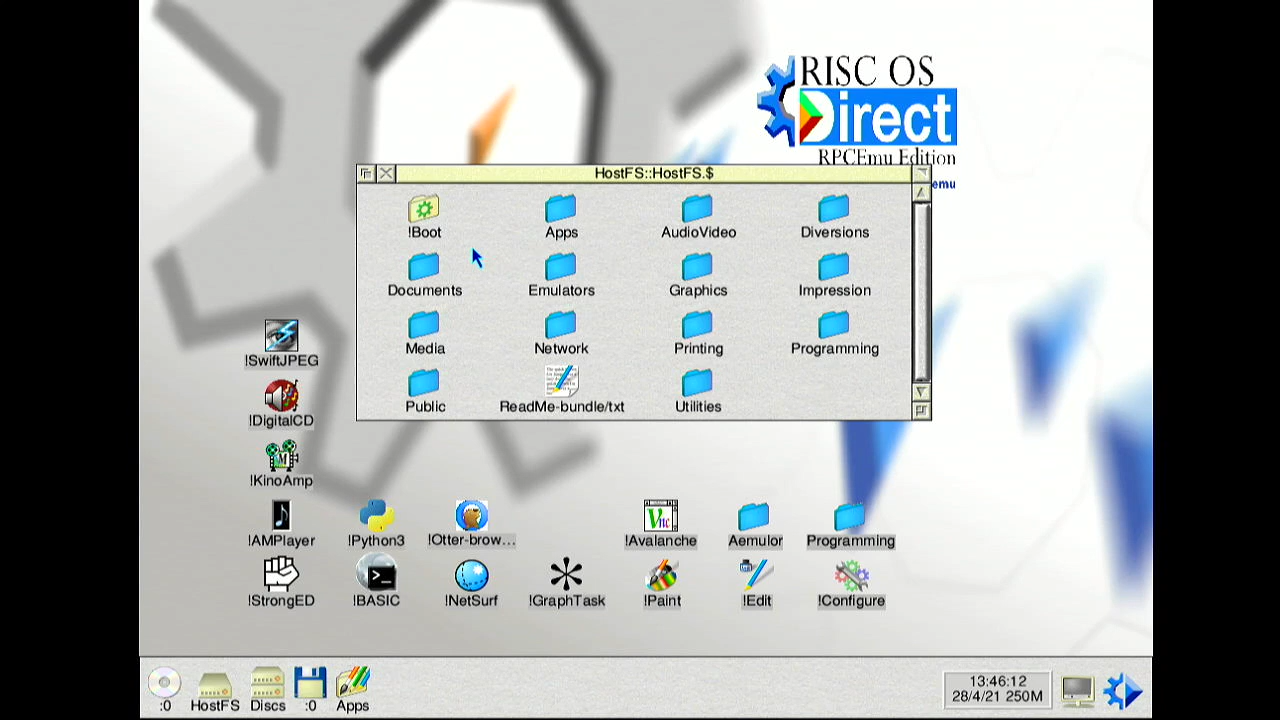 RISC OS
Direct
RPCEmu Edition
emu
HostFS::HostFS.$
!Boot
Apps
AudioVideo
Diversions
Documents
Emulators
Graphics
Impression
Media
Network
Printing
Programming
Public
ReadMe-bundle/txt
Utilities
!SwiftJPEG
!DigitalCD
!KinoAmp
!AMPlayer
!Python3
!Otter-brow...
!Avalanche
Aemulor
Programming
!StrongED
!BASIC
!NetSurf
!GraphTask
!Paint
!Edit
!Configure
:0
HostFS
Discs
:0
Apps
13:46:12
28/4/21 250M